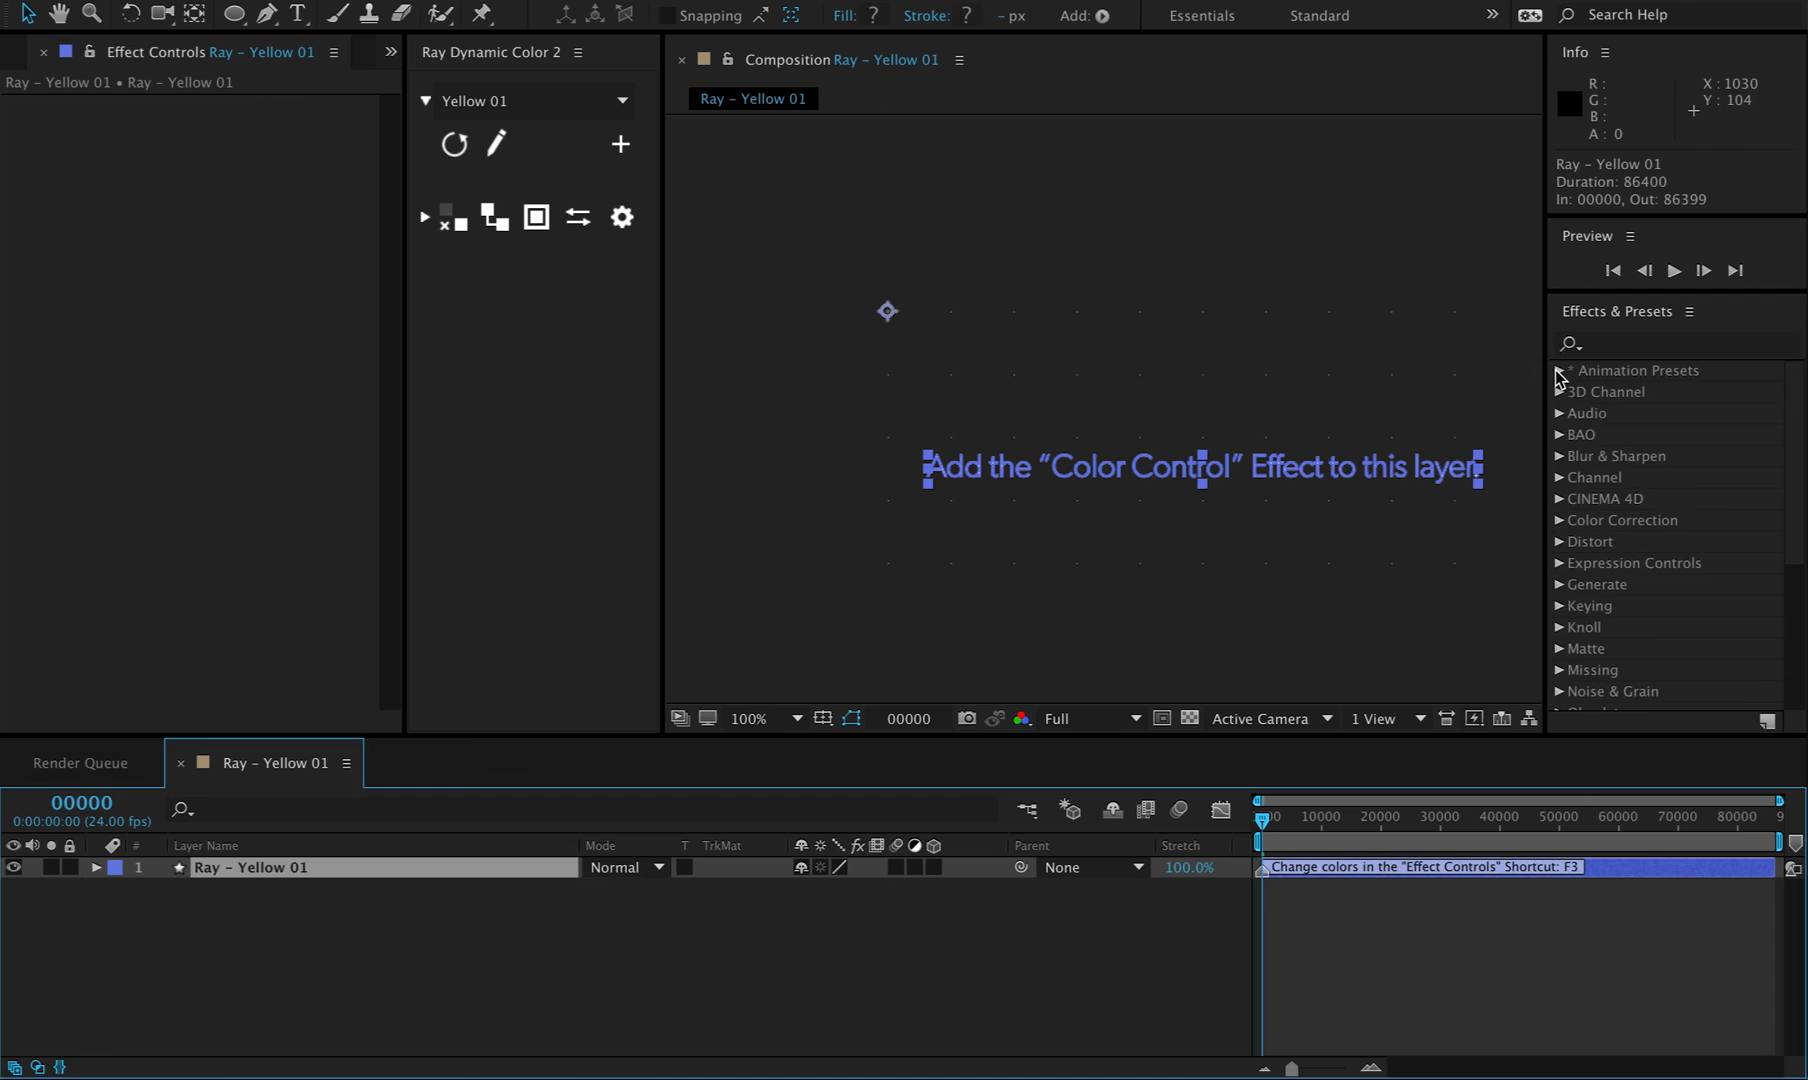 Snapping
Fill: ?
Stroke: ?
- px
Add:
Essentials
Standard
Search Help
Effect Controls Ray – Yellow 01
Ray – Yellow 01 • Ray – Yellow 01
Ray Dynamic Color 2
Yellow 01
Composition Ray – Yellow 01
Ray – Yellow 01
Add the “Color Control” Effect to this layer.
100%
00000
Full
Active Camera
1 View
Info
R :
G :
B :
A : 0
X : 1030
Y : 104
Ray – Yellow 01
Duration: 86400
In: 00000, Out: 86399
Preview
Effects & Presets
* Animation Presets
3D Channel
Audio
BAO
Blur & Sharpen
Channel
CINEMA 4D
Color Correction
Distort
Expression Controls
Generate
Keying
Knoll
Matte
Missing
Noise & Grain
Render Queue
Ray – Yellow 01
00000
0:00:00:00 (24.00 fps)
10000 20000 30000 40000 50000 60000 70000 80000 9
# Layer Name Mode T TrkMat Parent Stretch
1 Ray – Yellow 01 Normal None 100.0%
Change colors in the "Effect Controls" Shortcut: F3